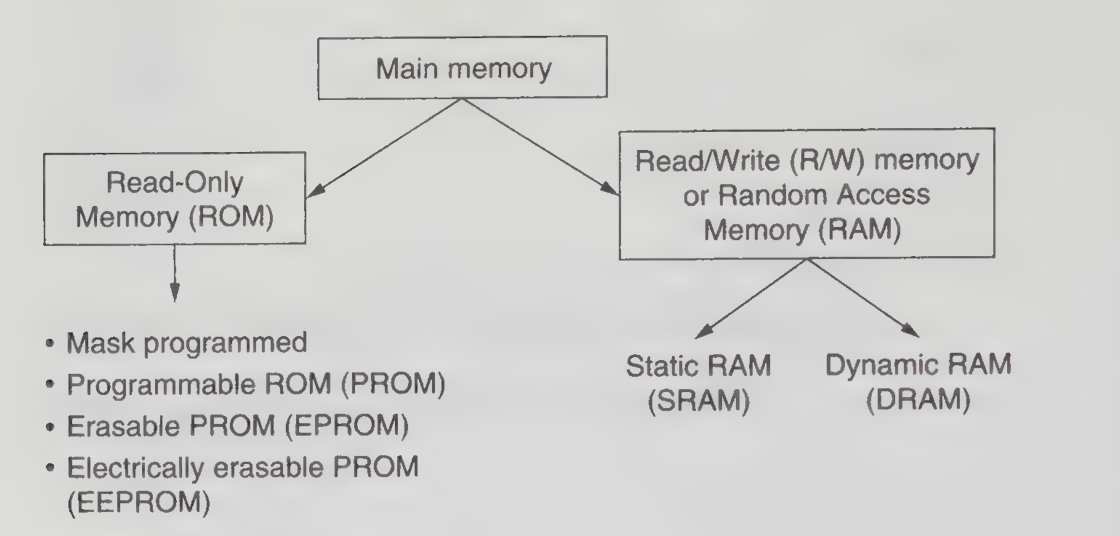 Main memory
Read-Only
Memory (ROM)
Read/Write (R/W) memory
or Random Access
Memory (RAM)
• Mask programmed
• Programmable ROM (PROM)
• Erasable PROM (EPROM)
• Electrically erasable PROM
(EEPROM)
Static RAM
(SRAM)
Dynamic RAM
(DRAM)